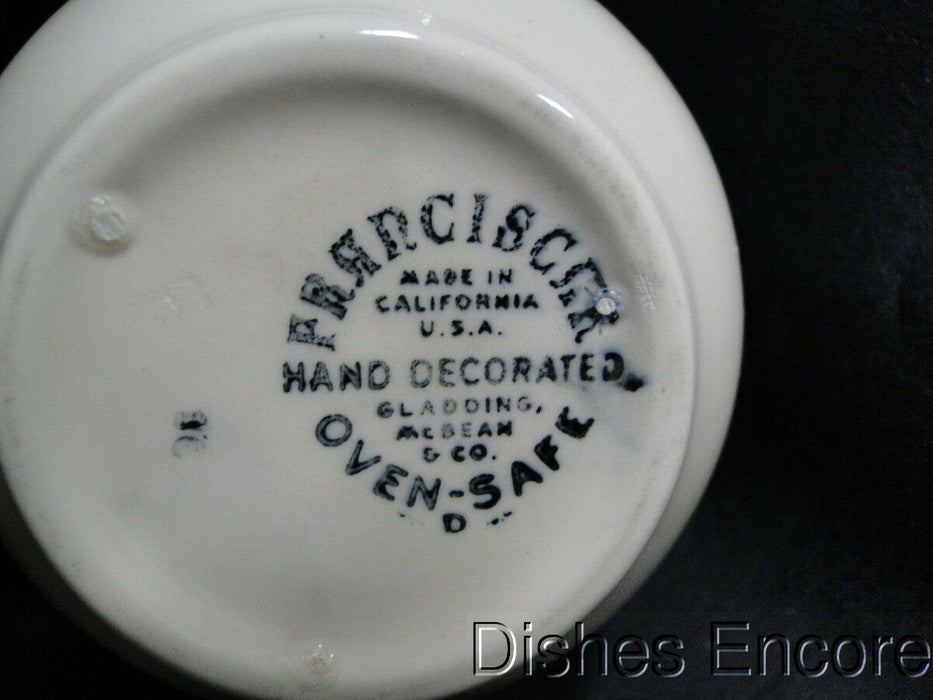 FRANCISCAN
MADE IN
CALIFORNIA
U.S.A.
HAND DECORATED
GLADDING,
McBEAN
& CO.
OVEN-SAFE
D
Dishes Encore